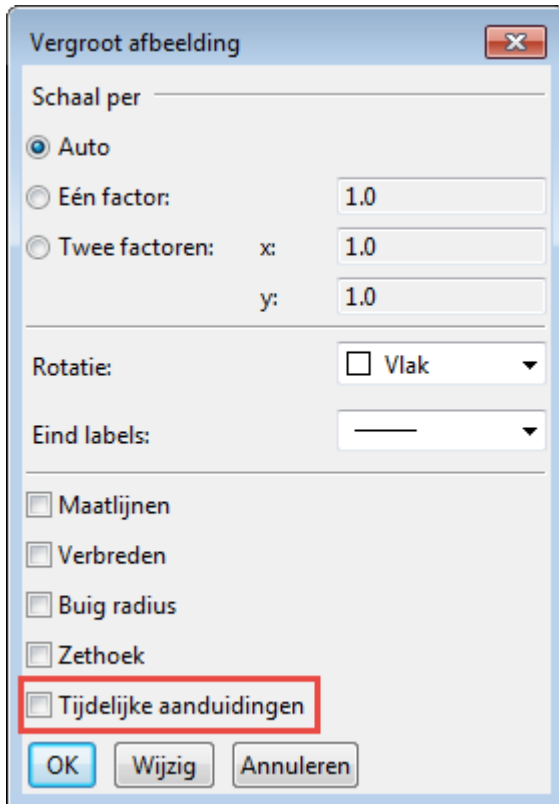 Vergroot afbeelding
Schaal per
Auto
Eén factor: 1.0
Twee factoren: x: 1.0
y: 1.0
Rotatie: Vlak
Eind labels:
Maatlijnen
Verbreden
Buig radius
Zethoek
Tijdelijke aanduidingen
OK Wijzig Annuleren